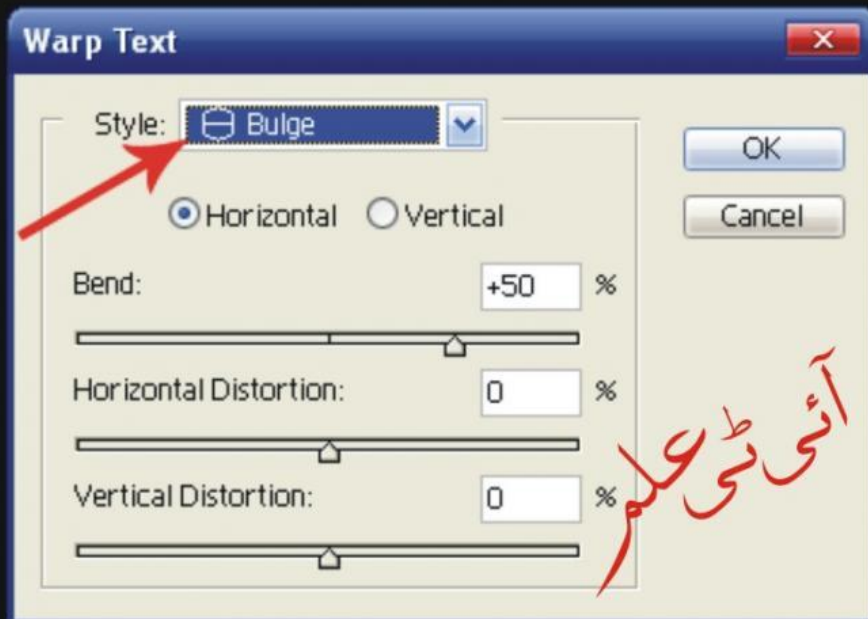 Warp Text
Style: Bulge
OK
Horizontal Vertical
Cancel
Bend: +50 %
Horizontal Distortion: 0 %
Vertical Distortion: 0 %
آئی ٹی علم